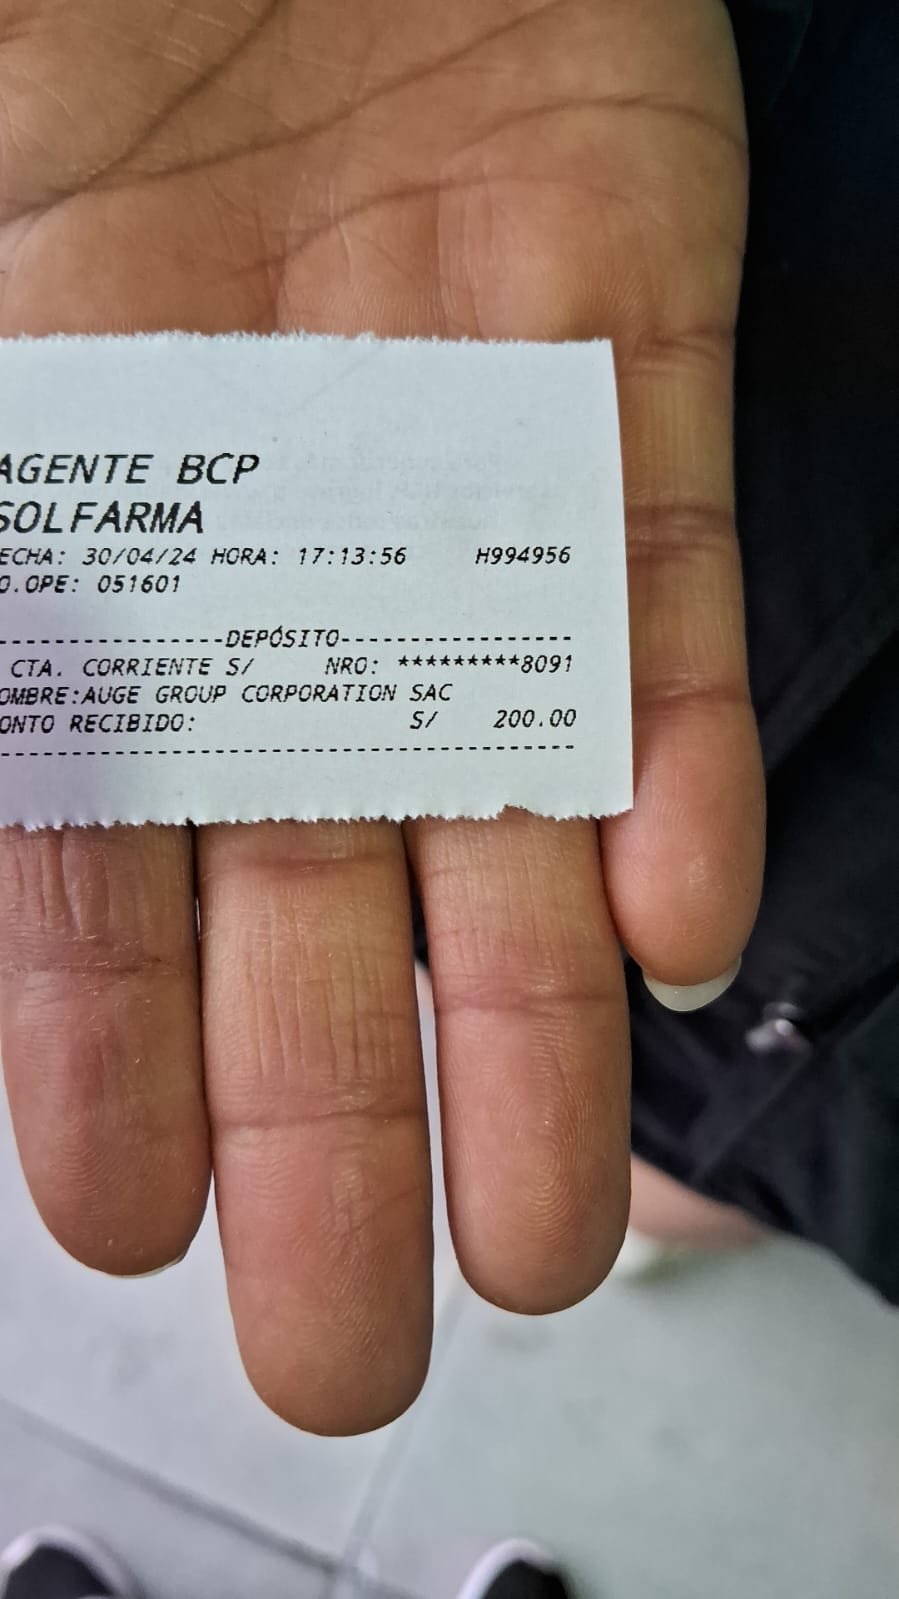 AGENTE BCP
SOLFARMA
ECHA: 30/04/24 HORA: 17:13:56 H994956
O.OPE: 051601
----------------DEPÓSITO----------------
CTA. CORRIENTE S/ NRO: *********8091
OMBRE:AUGE GROUP CORPORATION SAC
ONTO RECIBIDO: S/ 200.00